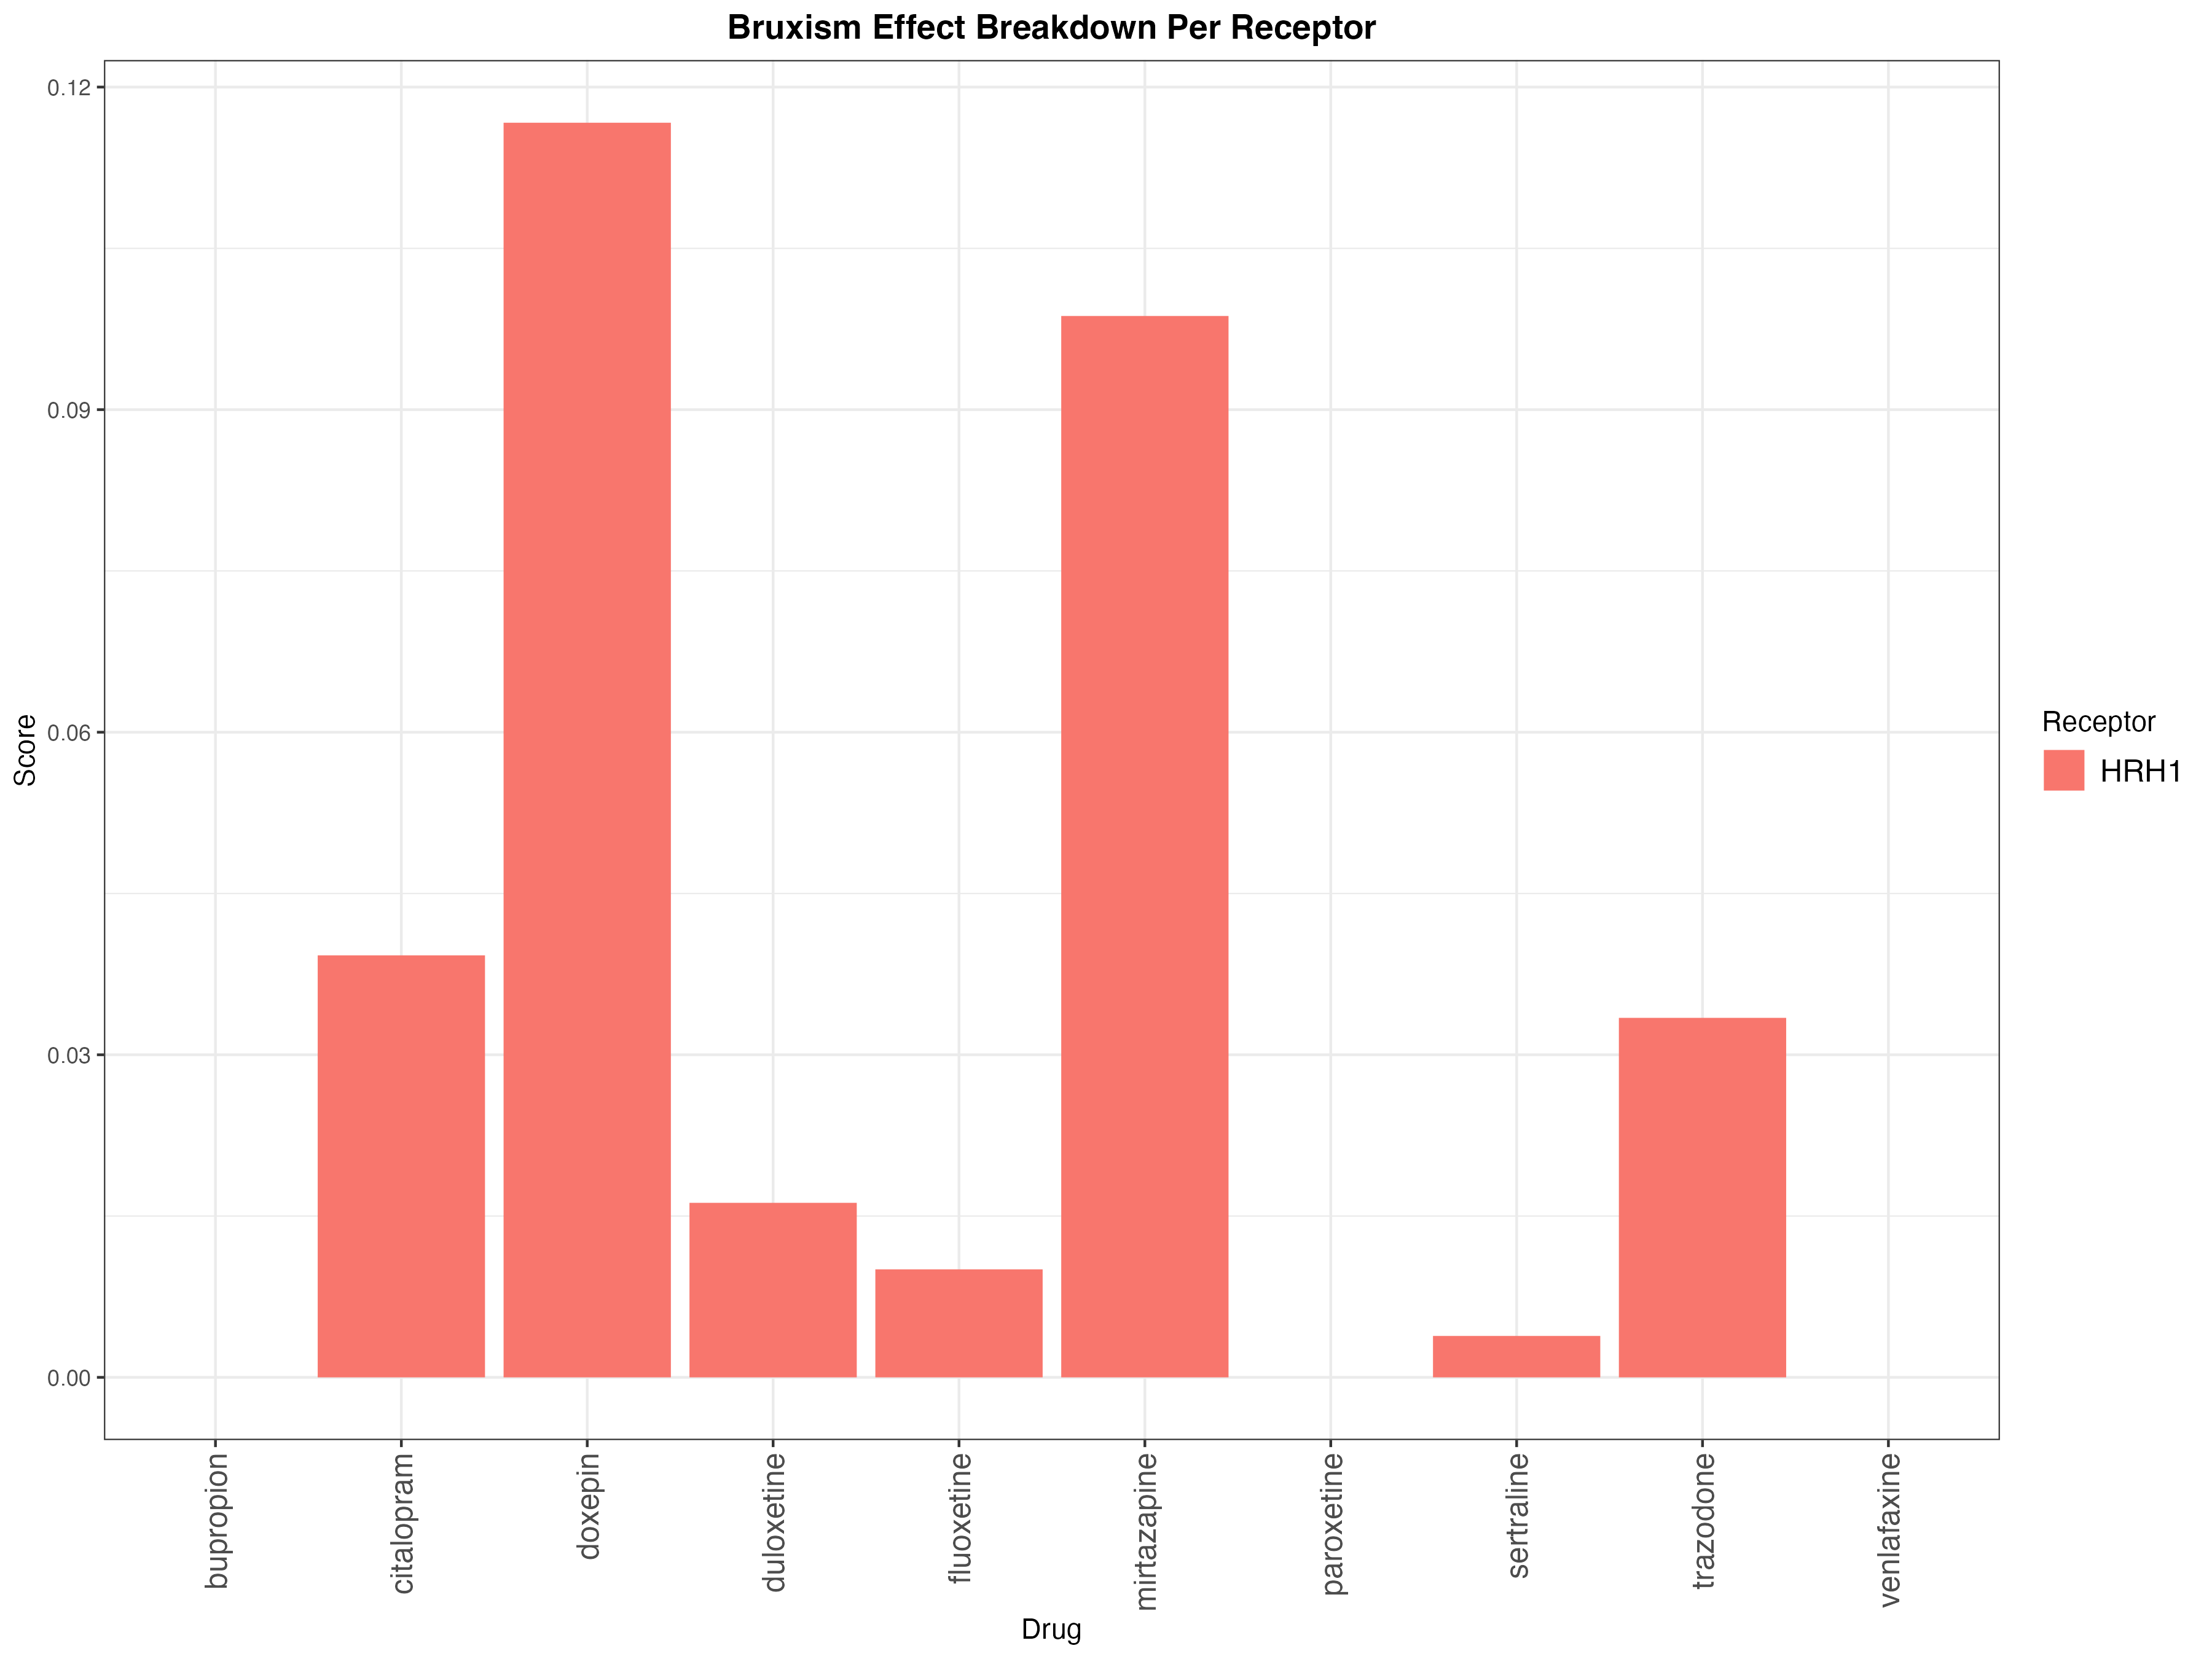 Bruxism Effect Breakdown Per Receptor
0.12
0.09
0.06
0.03
0.00
Score
bupropion
citalopram
doxepin
duloxetine
fluoxetine
mirtazapine
paroxetine
sertraline
trazodone
venlafaxine
Drug
Receptor
HRH1